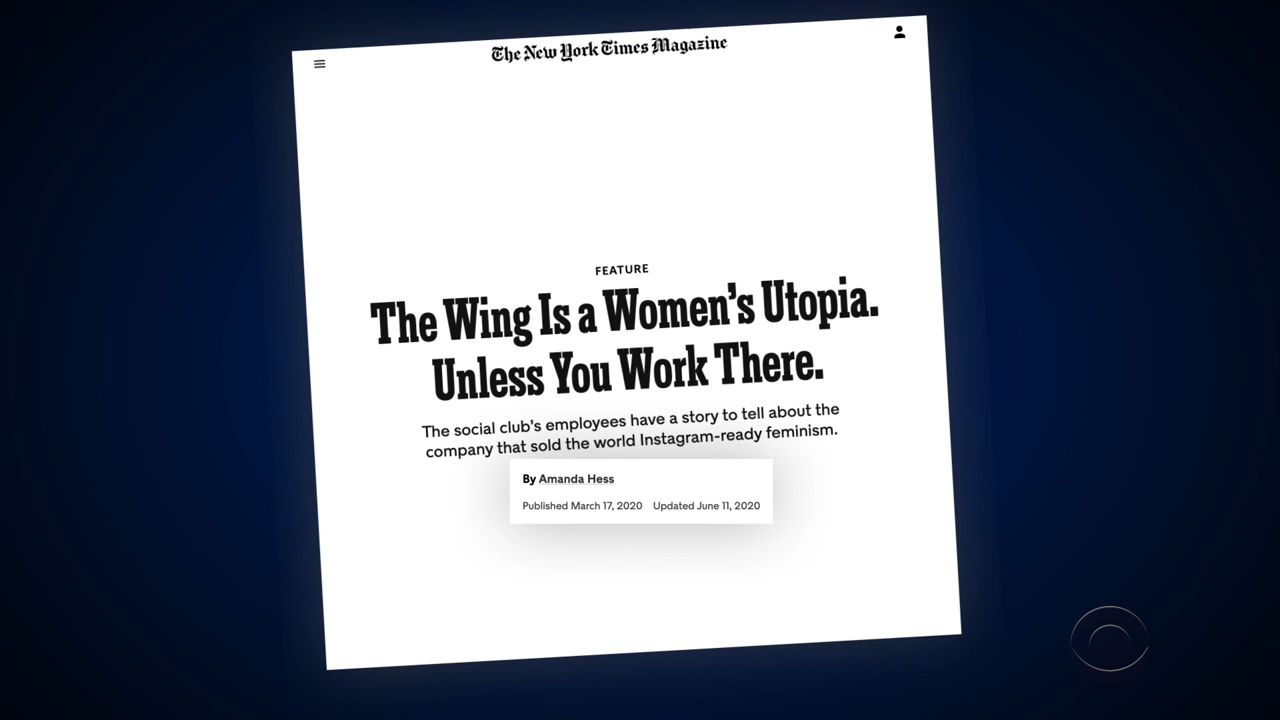 The New York Times Magazine
FEATURE
The Wing Is a Women’s Utopia.
Unless You Work There.
The social club’s employees have a story to tell about the
company that sold the world Instagram-ready feminism.
By Amanda Hess
Published March 17, 2020 Updated June 11, 2020